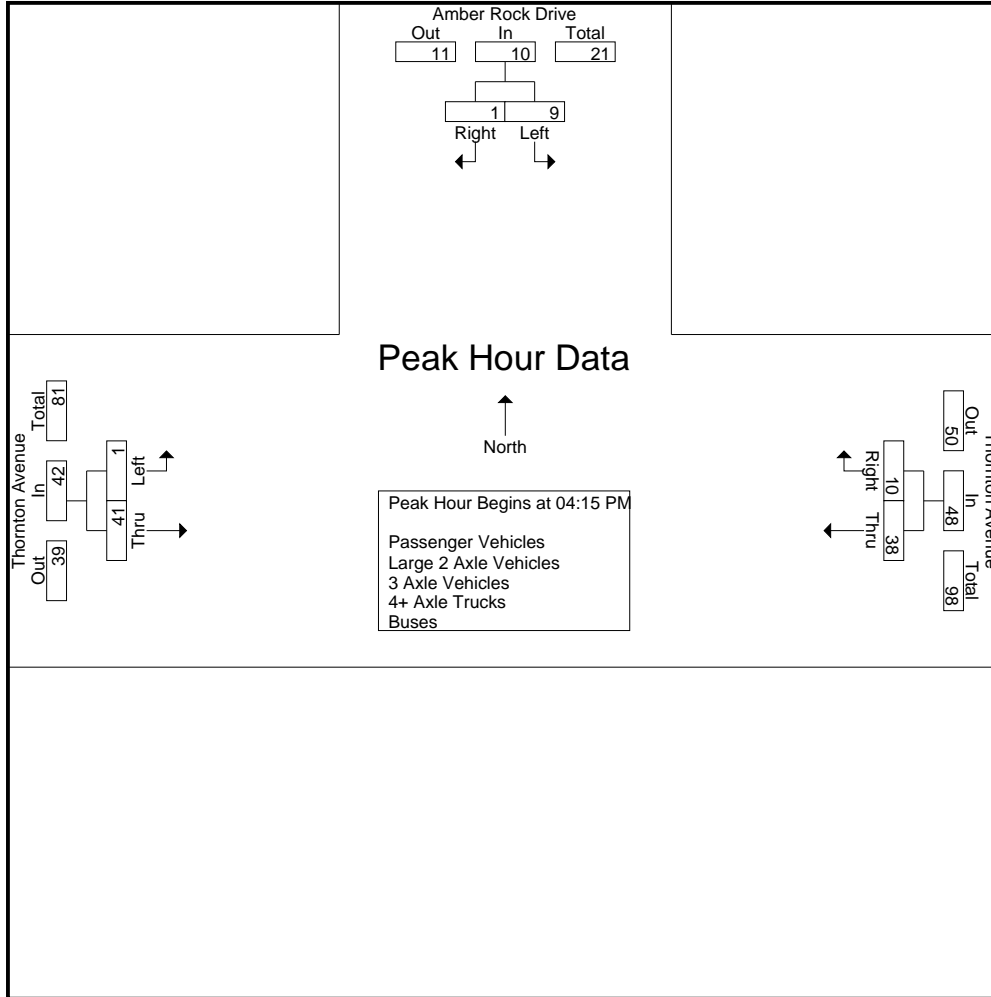 Amber Rock Drive
Out In Total
11 10 21
1 9
Right Left
Peak Hour Data
North
Peak Hour Begins at 04:15 PM
Passenger Vehicles
Large 2 Axle Vehicles
3 Axle Vehicles
4+ Axle Trucks
Buses
Thornton Avenue
Out In Total
39 42 81
1 41
Left Thru
Thornton Avenue
Out In Total
50 48 98
10 38
Right Thru